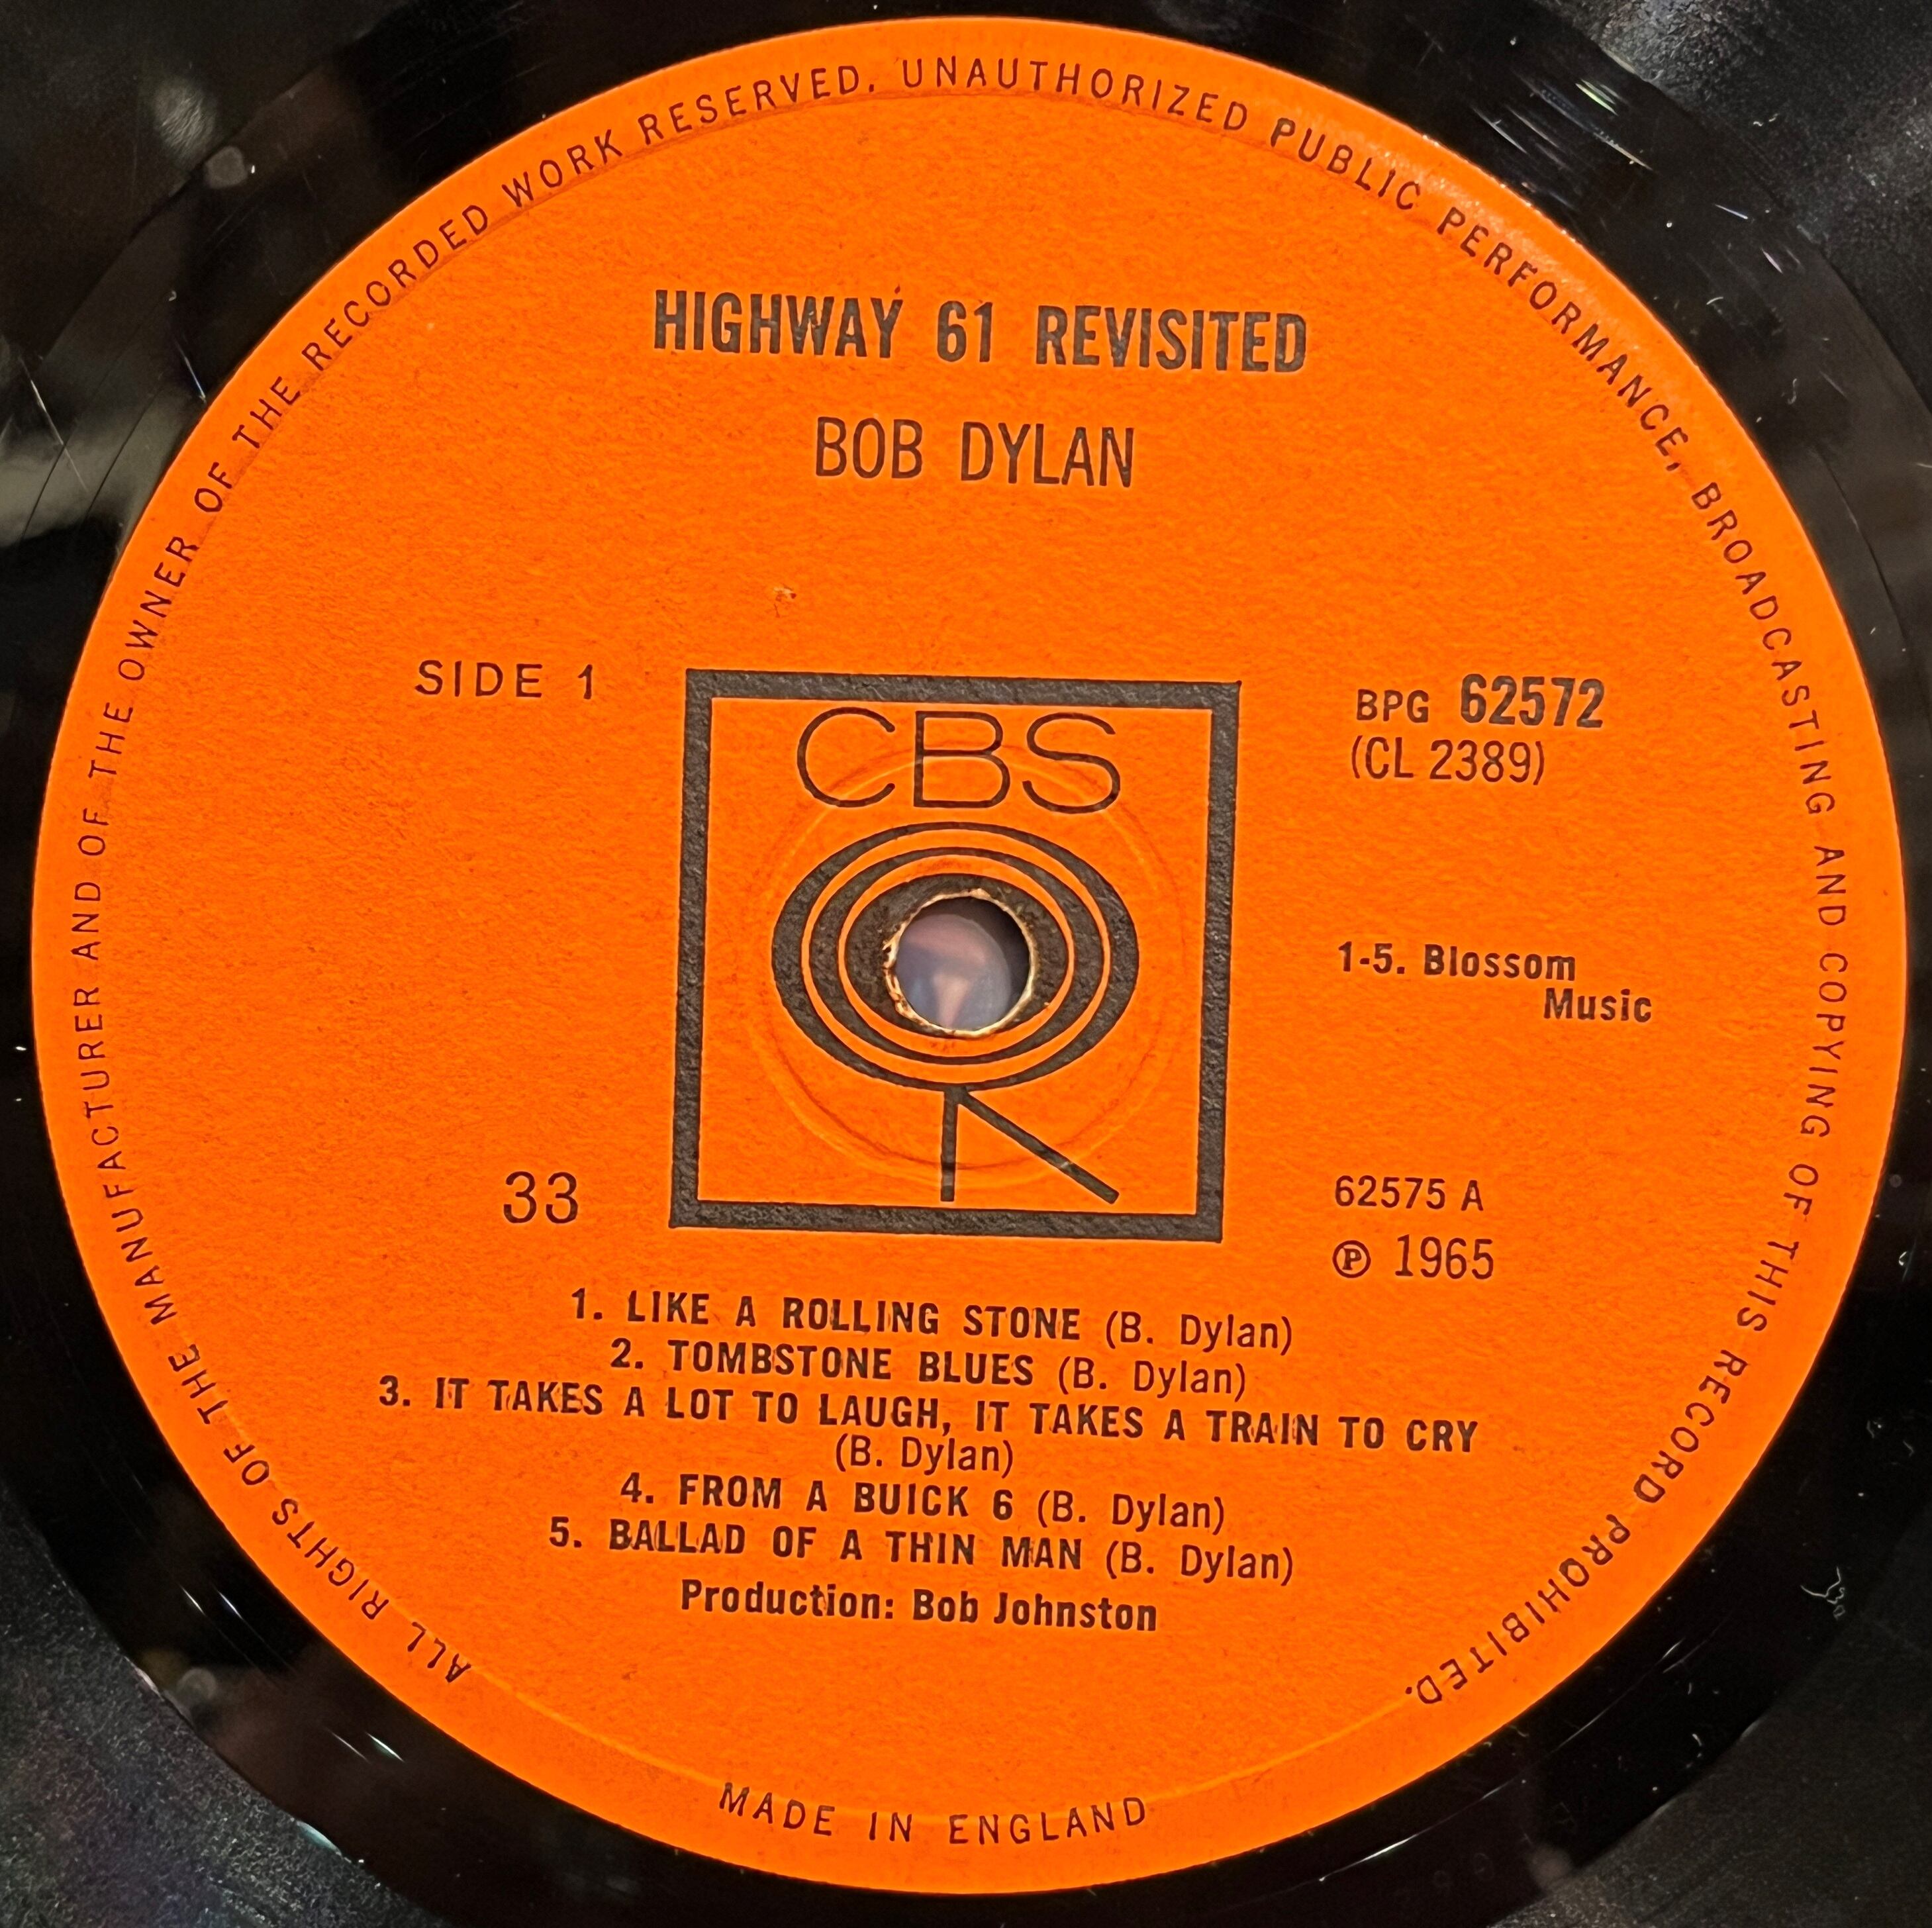 ALL RIGHTS OF THE MANUFACTURER AND OF THE OWNER OF THE RECORDED WORK RESERVED. UNAUTHORIZED PUBLIC PERFORMANCE, BROADCASTING AND COPYING OF THIS RECORD PROHIBITED.
HIGHWAY 61 REVISITED
BOB DYLAN
SIDE 1
CBS
BPG 62572
(CL 2389)
1-5. Blossom
Music
33
62575 A
℗ 1965
1. LIKE A ROLLING STONE (B. Dylan)
2. TOMBSTONE BLUES (B. Dylan)
3. IT TAKES A LOT TO LAUGH, IT TAKES A TRAIN TO CRY
(B. Dylan)
4. FROM A BUICK 6 (B. Dylan)
5. BALLAD OF A THIN MAN (B. Dylan)
Production: Bob Johnston
MADE IN ENGLAND